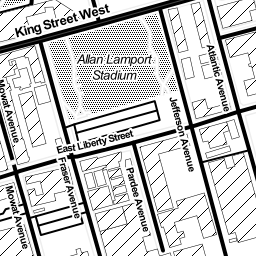 King Street West
Allan Lamport
Stadium
Atlantic Avenue
Mowat Avenue
Jefferson Avenue
East Liberty Street
Fraser Avenue
Pardee Avenue
Mowat Avenue